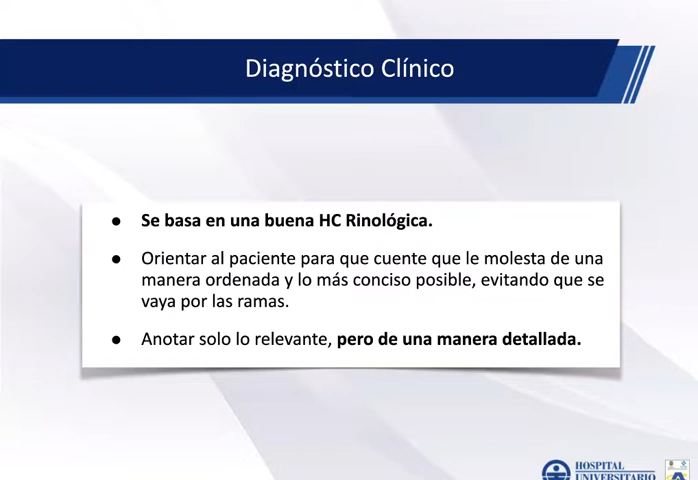 Diagnóstico Clínico
● Se basa en una buena HC Rinológica.
● Orientar al paciente para que cuente que le molesta de una
manera ordenada y lo más conciso posible, evitando que se
vaya por las ramas.
● Anotar solo lo relevante, pero de una manera detallada.
HOSPITAL
UNIVERSITARIO